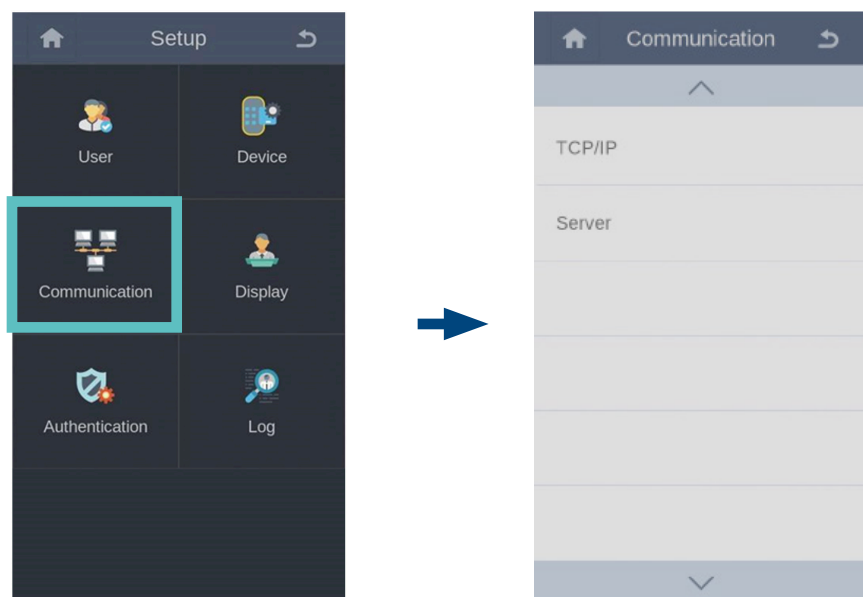 Setup
User
Device
Communication
Display
Authentication
Log
Communication
TCP/IP
Server